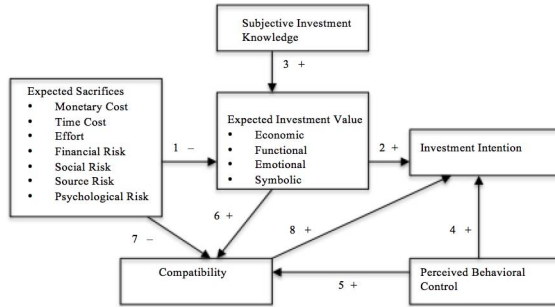 Subjective Investment
Knowledge
3 +
Expected Sacrifices
• Monetary Cost
• Time Cost
• Effort
• Financial Risk
• Social Risk
• Source Risk
• Psychological Risk
1 –
Expected Investment Value
• Economic
• Functional
• Emotional
• Symbolic
2 +
Investment Intention
6 +
8 +
4 +
7 –
Compatibility
5 +
Perceived Behavioral
Control